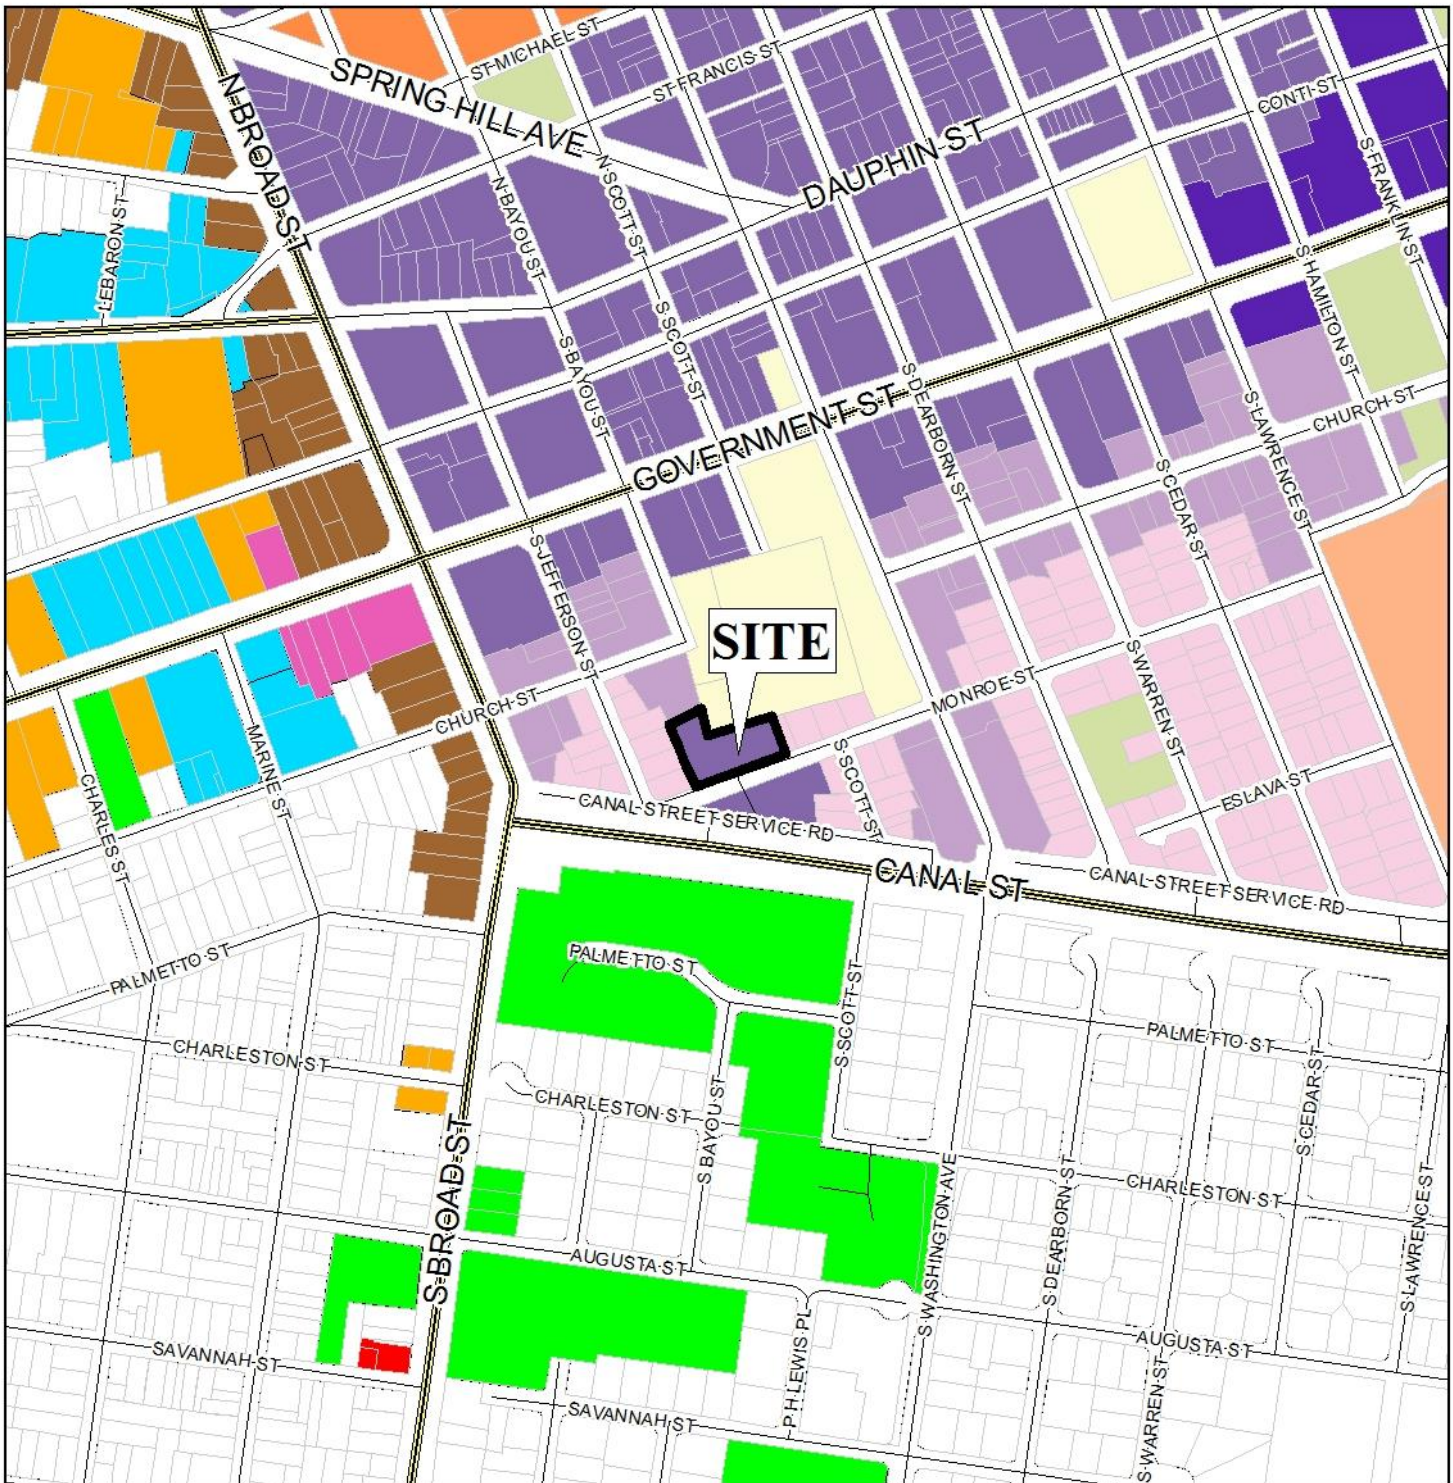 ST MICHAEL ST
SPRING HILL AVE
ST FRANCIS ST
N BROAD ST
CONTI ST
DAUPHIN ST
S FRANKLIN ST
N SCOTT ST
N BAYOU ST
LEBARON ST
S HAMILTON ST
S SCOTT ST
S BAYOU ST
S DEARBORN ST
GOVERNMENT ST
S LAWRENCE ST
CHURCH ST
S CEDAR ST
S JEFFERSON ST
SITE
S WARREN ST
MONROE ST
CHURCH ST
MARINE ST
CHARLES ST
S SCOTT ST
ESLAVA ST
CANAL STREET SERVICE RD
CANAL ST
CANAL STREET SERVICE RD
PALMETTO ST
PALMETTO ST
S SCOTT ST
PALMETTO ST
CHARLESTON ST
S CEDAR ST
CHARLESTON ST
S BAYOU ST
S BROAD ST
S WASHINGTON AVE
S DEARBORN ST
CHARLESTON ST
S LAWRENCE ST
AUGUSTA ST
AUGUSTA ST
SAVANNAH ST
P H LEWIS PL
S WARREN ST
SAVANNAH ST